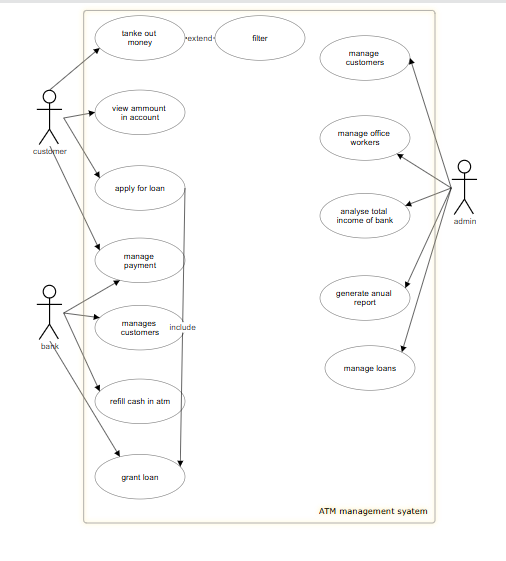 tanke out
money
extend
filter
manage
customers
view ammount
in account
customer
manage office
workers
apply for loan
analyse total
income of bank
admin
manage
payment
generate anual
report
manages
customers
include
bank
manage loans
refill cash in atm
grant loan
ATM management syatem